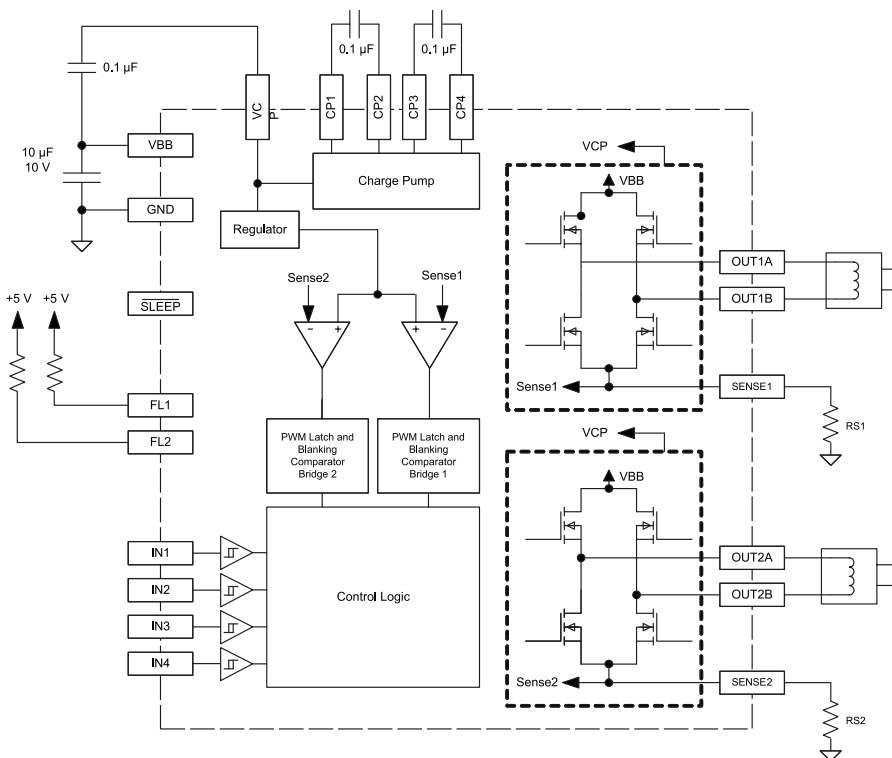 0.1 µF
0.1 µF
0.1 µF
VC
P
CP1
CP2
CP3
CP4
VBB
10 µF
10 V
GND
Charge Pump
Regulator
VCP
VBB
OUT1A
OUT1B
Sense2
Sense1
+5 V
+5 V
SLEEP
- +
+ -
Sense1
SENSE1
RS1
FL1
FL2
PWM Latch and
Blanking
Comparator
Bridge 2
PWM Latch and
Blanking
Comparator
Bridge 1
VCP
VBB
IN1
IN2
IN3
IN4
Control Logic
OUT2A
OUT2B
Sense2
SENSE2
RS2